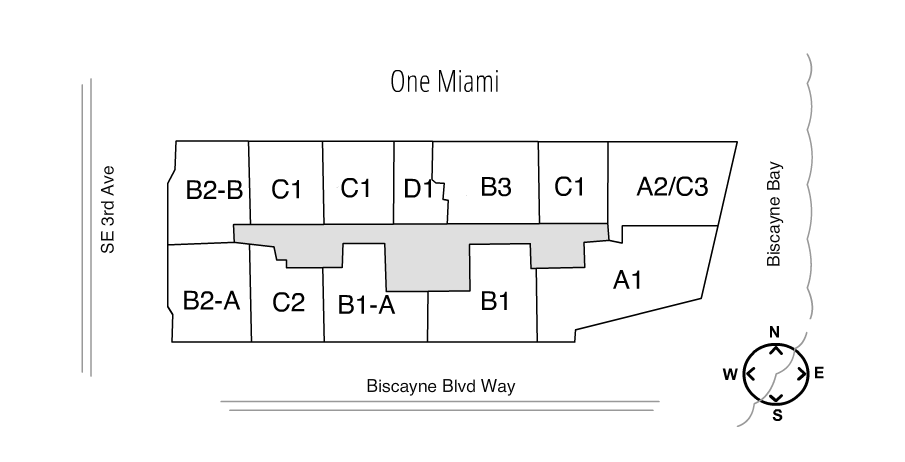 One Miami
SE 3rd Ave
B2-B
C1
C1
D1
B3
C1
A2/C3
Biscayne Bay
B2-A
C2
B1-A
B1
A1
N
W
E
S
Biscayne Blvd Way